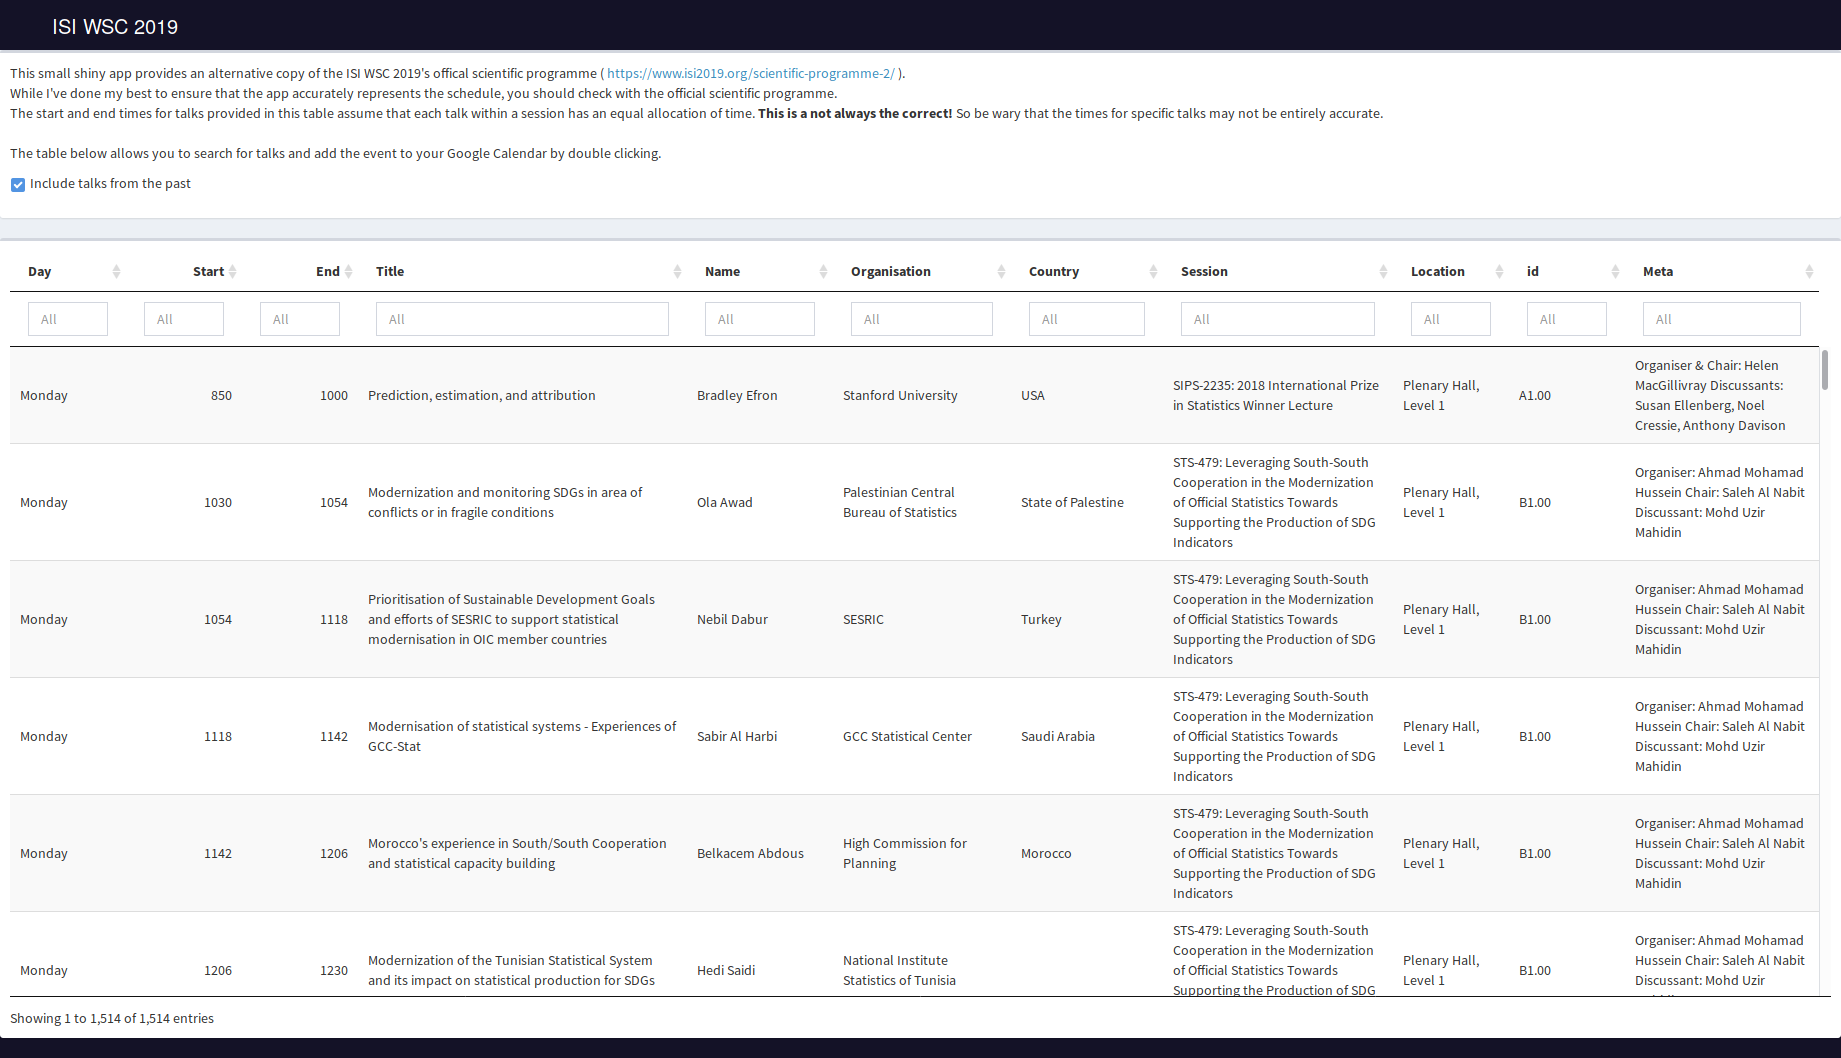 ISI WSC 2019
This small shiny app provides an alternative copy of the ISI WSC 2019's offical scientific programme ( https://www.isi2019.org/scientific-programme-2/ ).
While I've done my best to ensure that the app accurately represents the schedule, you should check with the official scientific programme.
The start and end times for talks provided in this table assume that each talk within a session has an equal allocation of time. This is a not always the correct! So be wary that the times for specific talks may not be entirely accurate.
The table below allows you to search for talks and add the event to your Google Calendar by double clicking.
Include talks from the past
Day Start End Title Name Organisation Country Session Location id Meta
All All All All All All All All All All All
Monday 850 1000 Prediction, estimation, and attribution Bradley Efron Stanford University USA
SIPS-2235: 2018 International Prize
in Statistics Winner Lecture
Plenary Hall,
Level 1
A1.00
Organiser & Chair: Helen
MacGillivray Discussants:
Susan Ellenberg, Noel
Cressie, Anthony Davison
Monday 1030 1054
Modernization and monitoring SDGs in area of
conflicts or in fragile conditions
Ola Awad
Palestinian Central
Bureau of Statistics
State of Palestine
STS-479: Leveraging South-South
Cooperation in the Modernization
of Official Statistics Towards
Supporting the Production of SDG
Indicators
Plenary Hall,
Level 1
B1.00
Organiser: Ahmad Mohamad
Hussein Chair: Saleh Al Nabit
Discussant: Mohd Uzir
Mahidin
Monday 1054 1118
Prioritisation of Sustainable Development Goals
and efforts of SESRIC to support statistical
modernisation in OIC member countries
Nebil Dabur
SESRIC
Turkey
STS-479: Leveraging South-South
Cooperation in the Modernization
of Official Statistics Towards
Supporting the Production of SDG
Indicators
Plenary Hall,
Level 1
B1.00
Organiser: Ahmad Mohamad
Hussein Chair: Saleh Al Nabit
Discussant: Mohd Uzir
Mahidin
Monday 1118 1142
Modernisation of statistical systems - Experiences of
GCC-Stat
Sabir Al Harbi
GCC Statistical Center
Saudi Arabia
STS-479: Leveraging South-South
Cooperation in the Modernization
of Official Statistics Towards
Supporting the Production of SDG
Indicators
Plenary Hall,
Level 1
B1.00
Organiser: Ahmad Mohamad
Hussein Chair: Saleh Al Nabit
Discussant: Mohd Uzir
Mahidin
Monday 1142 1206
Morocco's experience in South/South Cooperation
and statistical capacity building
Belkacem Abdous
High Commission for
Planning
Morocco
STS-479: Leveraging South-South
Cooperation in the Modernization
of Official Statistics Towards
Supporting the Production of SDG
Indicators
Plenary Hall,
Level 1
B1.00
Organiser: Ahmad Mohamad
Hussein Chair: Saleh Al Nabit
Discussant: Mohd Uzir
Mahidin
Monday 1206 1230
Modernization of the Tunisian Statistical System
and its impact on statistical production for SDGs
Hedi Saidi
National Institute
Statistics of Tunisia
STS-479: Leveraging South-South
Cooperation in the Modernization
of Official Statistics Towards
Supporting the Production of SDG
Plenary Hall,
Level 1
B1.00
Organiser: Ahmad Mohamad
Hussein Chair: Saleh Al Nabit
Discussant: Mohd Uzir
Showing 1 to 1,514 of 1,514 entries